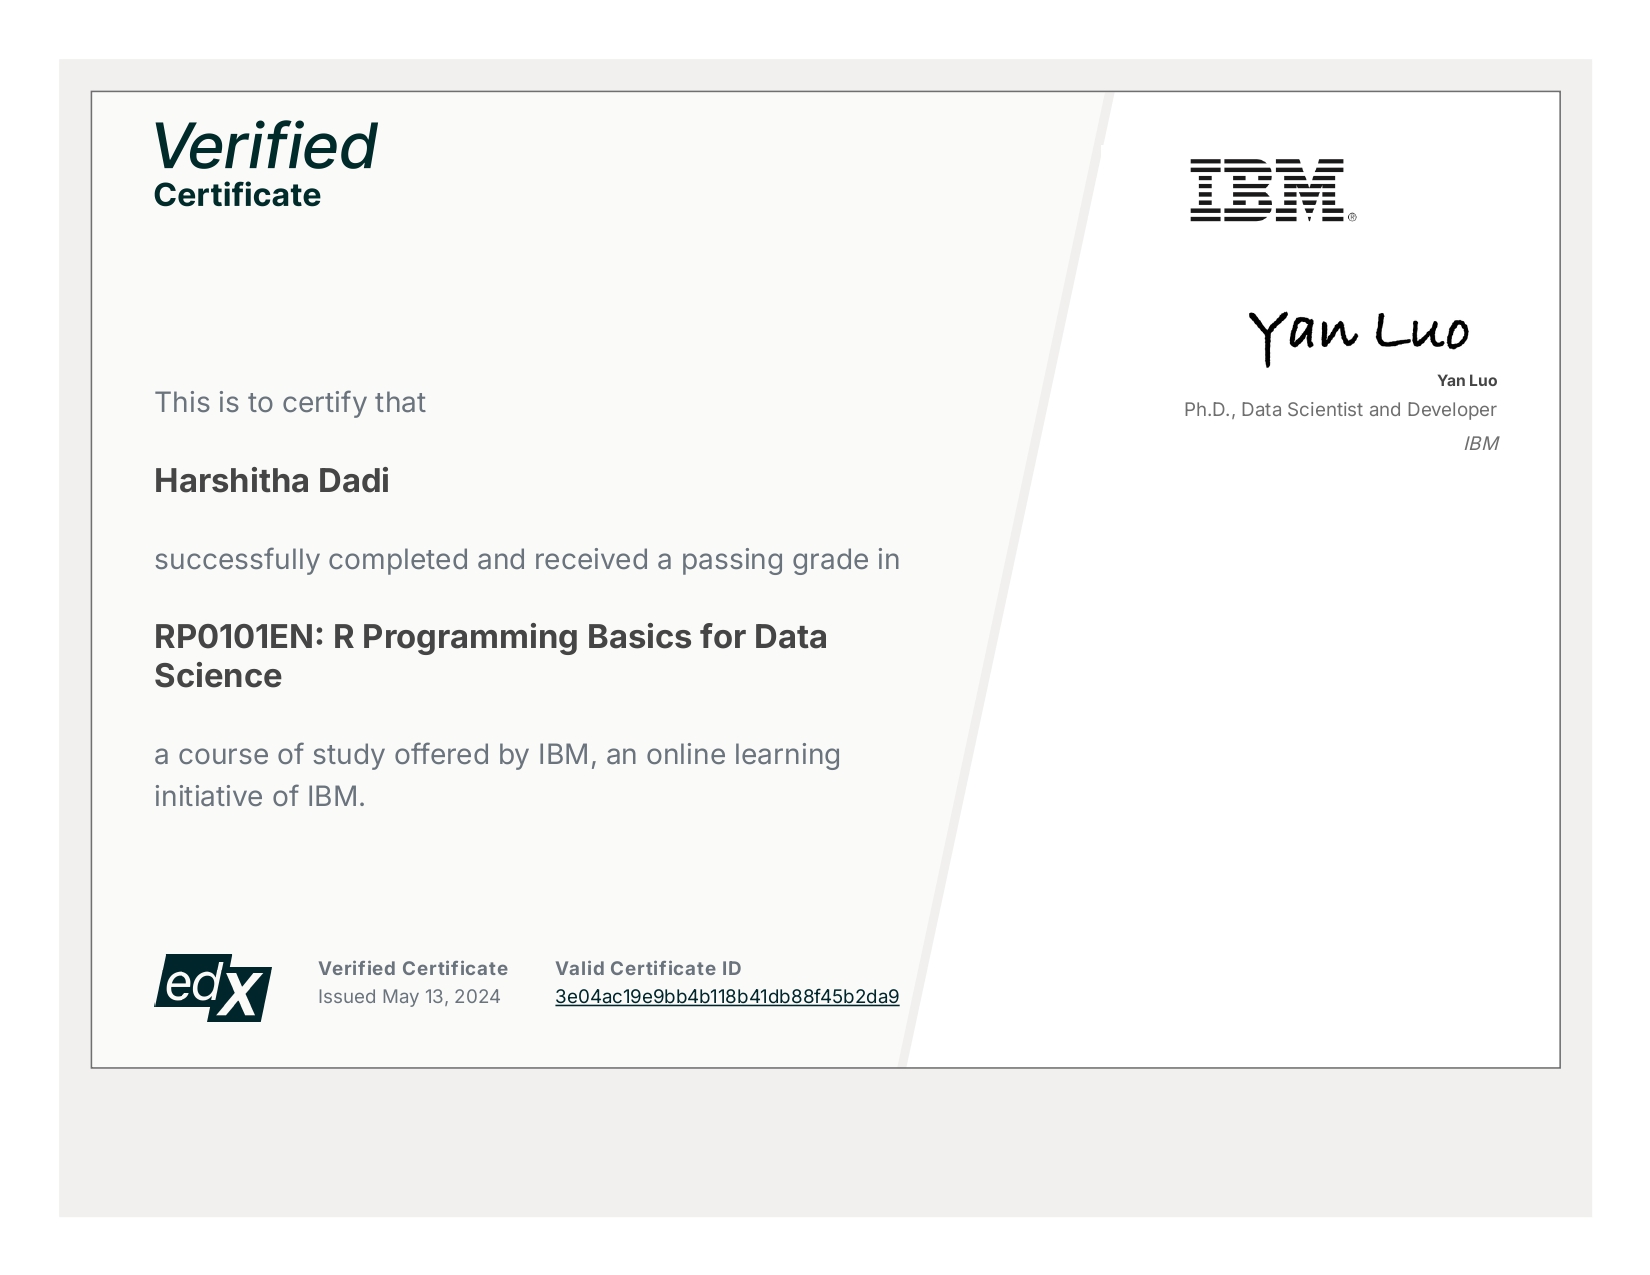 Verified
Certificate
IBM®
Yan Luo
Yan Luo
Ph.D., Data Scientist and Developer
IBM
This is to certify that
Harshitha Dadi
successfully completed and received a passing grade in
RP0101EN: R Programming Basics for Data
Science
a course of study offered by IBM, an online learning
initiative of IBM.
edX
Verified Certificate
Issued May 13, 2024
Valid Certificate ID
3e04ac19e9bb4b118b41db88f45b2da9